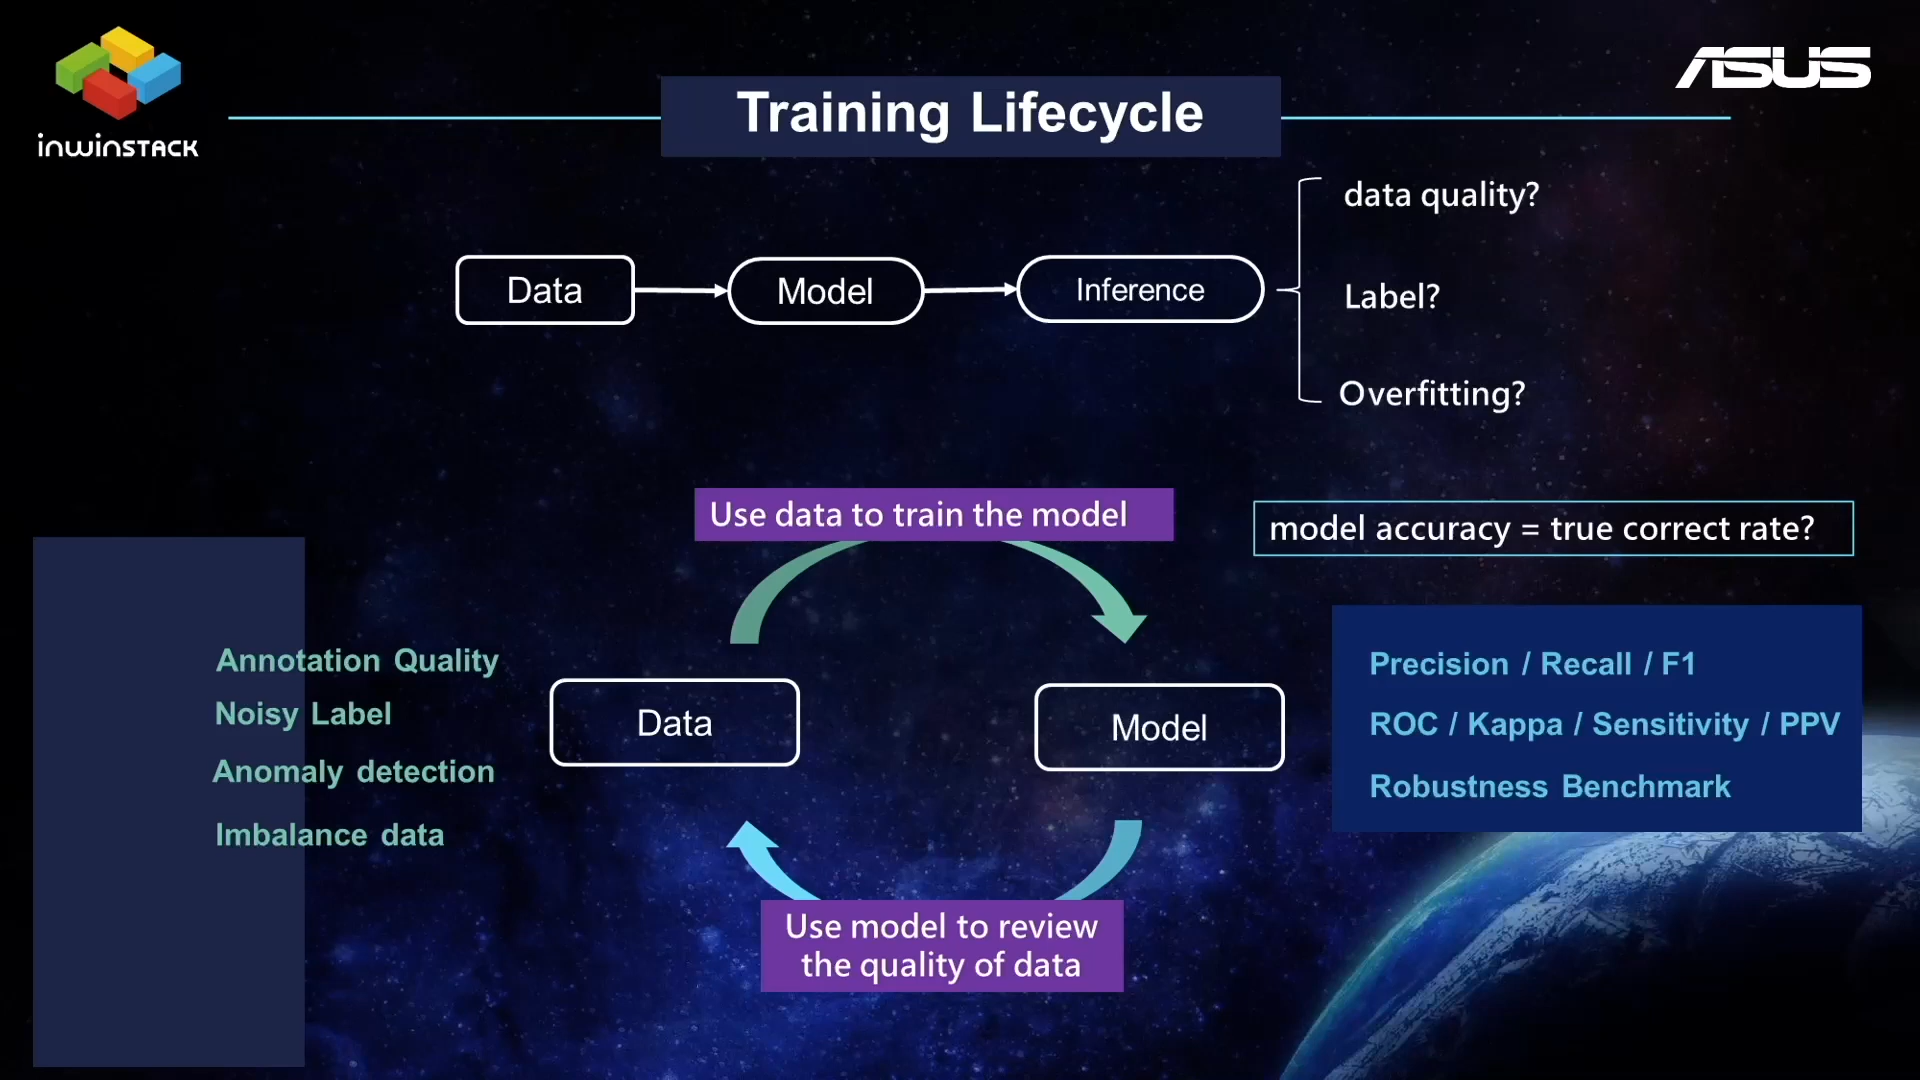 inwinSTACK
ASUS
Training Lifecycle
Data
Model
Inference
data quality?
Label?
Overfitting?
Use data to train the model
model accuracy = true correct rate?
Annotation Quality
Noisy Label
Anomaly detection
Imbalance data
Data
Model
Precision / Recall / F1
ROC / Kappa / Sensitivity / PPV
Robustness Benchmark
Use model to review
the quality of data